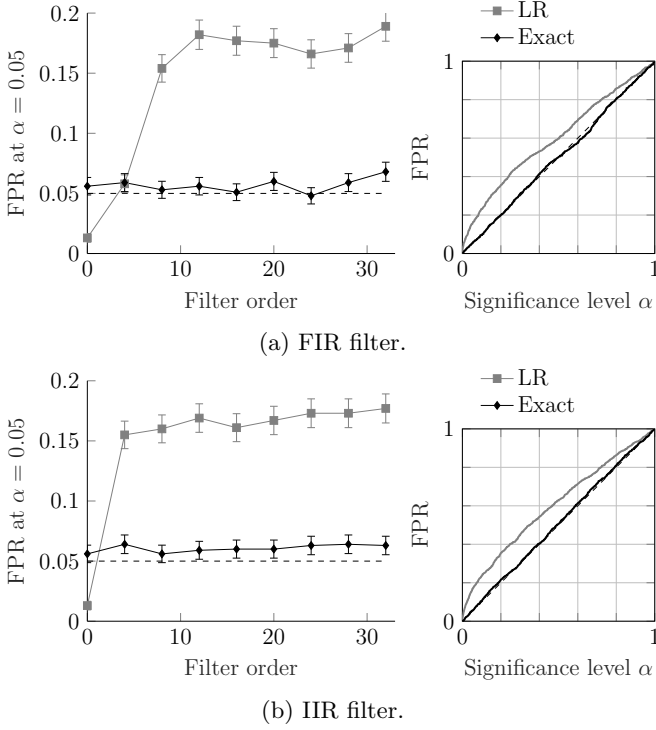 LR
Exact
FPR at α = 0.05
0.2
0.15
0.1
0.05
0
0 10 20 30
Filter order
FPR
1
0
0 1
Significance level α
(a) FIR filter.
LR
Exact
FPR at α = 0.05
0.2
0.15
0.1
0.05
0
0 10 20 30
Filter order
FPR
1
0
0 1
Significance level α
(b) IIR filter.